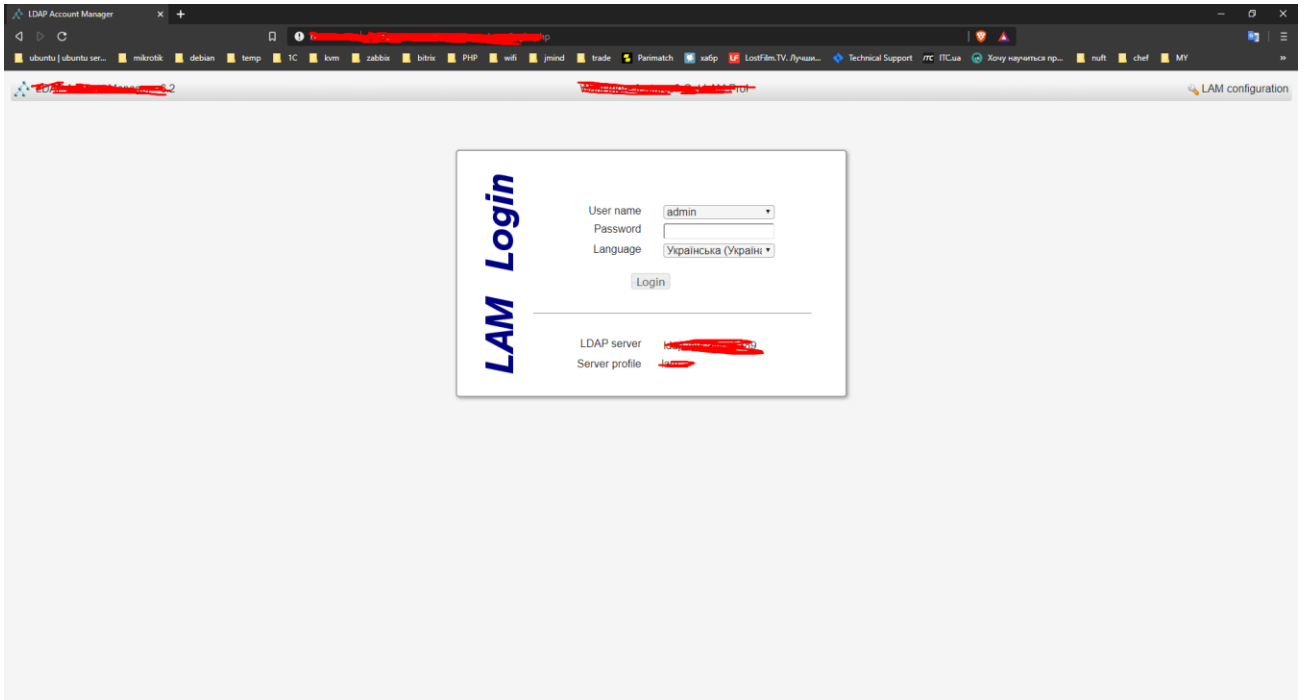 LDAP Account Manager
ubuntu | ubuntu ser... mikrotik debian temp 1C kvm zabbix bitrix PHP wifi jmind trade Parimatch хабр LostFilm.TV. Лучши... Technical Support ITC.ua Хочу научиться пр... nuft chef MY »
LAM configuration
LAM Login
User name admin
Password
Language Українська (Україна
Login
LDAP server
Server profile